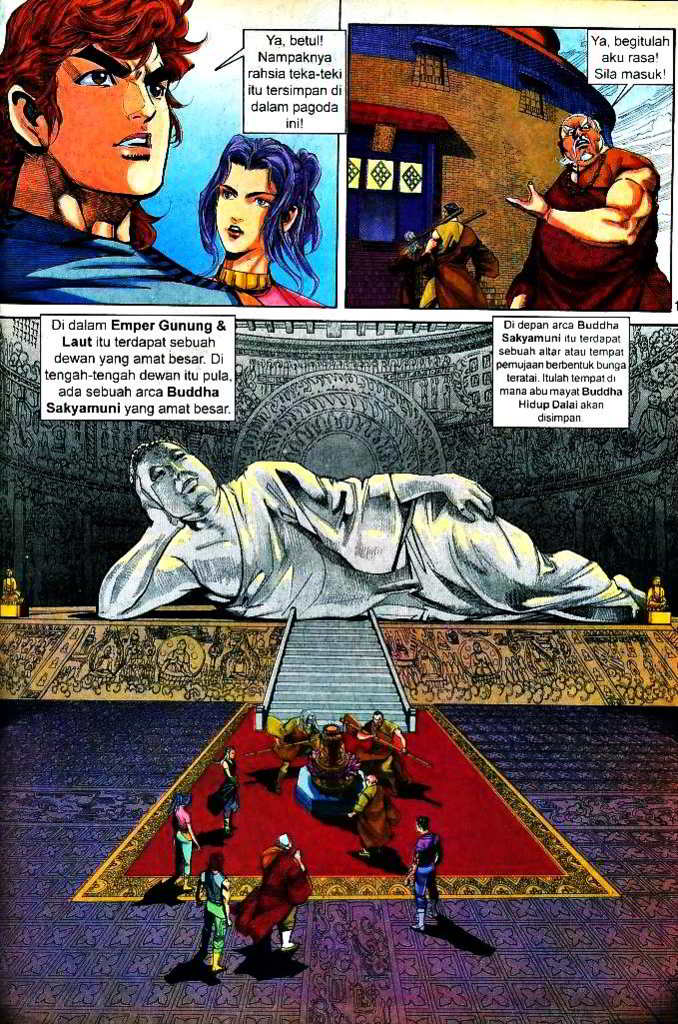 Ya, betul!
Nampaknya
rahsia teka-teki
itu tersimpan di
dalam pagoda
ini!
Ya, begitulah
aku rasa!
Sila masuk!
Di dalam Emper Gunung &
Laut itu terdapat sebuah
dewan yang amat besar. Di
tengah-tengah dewan itu pula,
ada sebuah arca Buddha
Sakyamuni yang amat besar.
Di depan arca Buddha
Sakyamuni itu terdapat
sebuah altar atau tempat
pemujaan berbentuk bunga
teratai. Itulah tempat di
mana abu mayat Buddha
Hidup Dalai akan
disimpan.